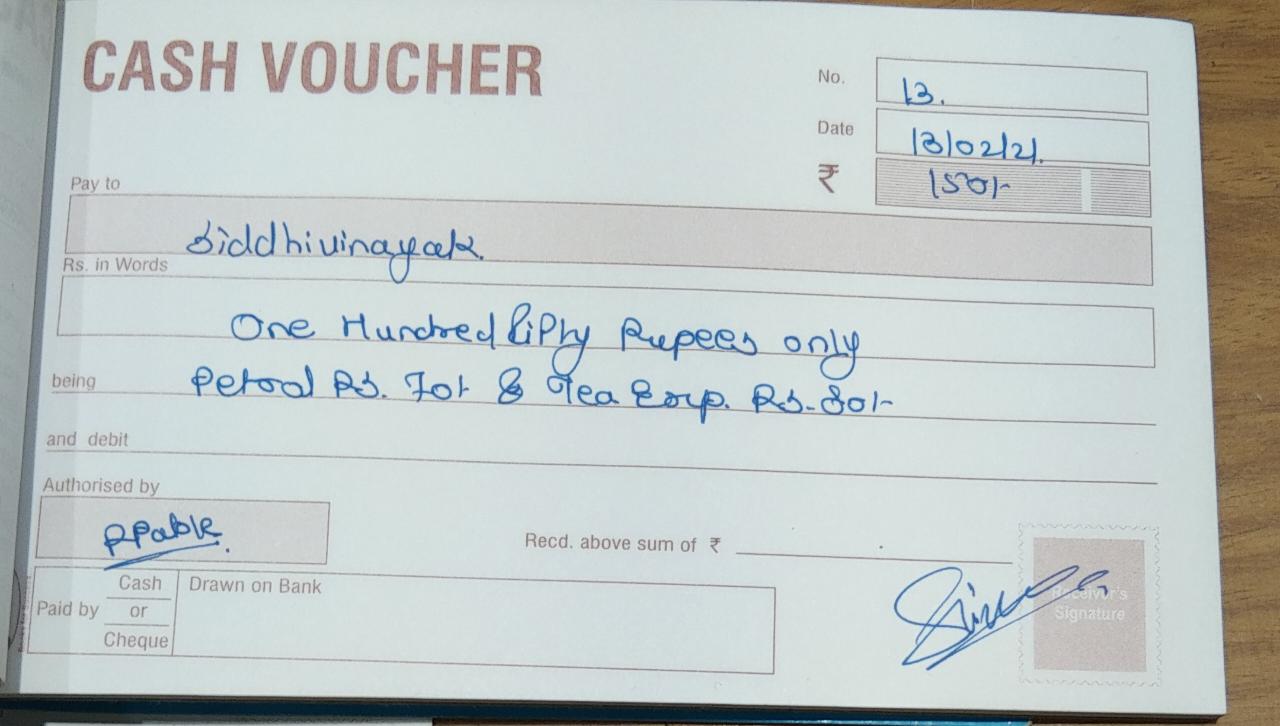 CASH VOUCHER
No. 13.
Date 13/02/21.
₹ 150/-
Pay to
Siddhivinayak.
Rs. in Words
One Hundred fifty Rupees only
being Petrol Rs. 70/- & Tea Exp. Rs. 80/-
and debit
Authorised by
Recd. above sum of ₹
Receiver's
Signature
Paid by
Cash
or
Cheque
Drawn on Bank